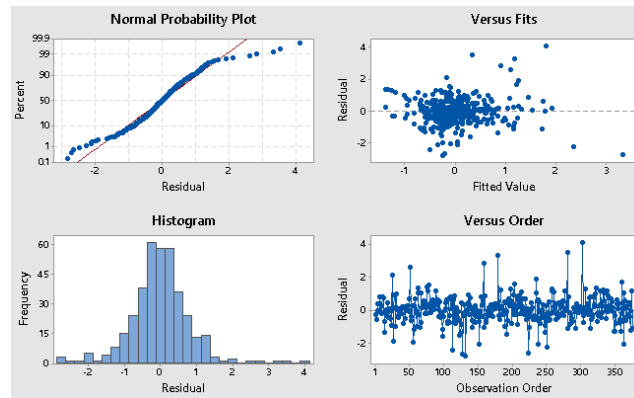 Normal Probability Plot
99.9
99
90
50
10
1
0.1
Percent
-2 0 2 4
Residual
Versus Fits
4
2
0
-2
Residual
-1 0 1 2 3
Fitted Value
Histogram
60
45
30
15
0
Frequency
-2 -1 0 1 2 3 4
Residual
Versus Order
4
2
0
-2
Residual
1 50 100 150 200 250 300 350
Observation Order